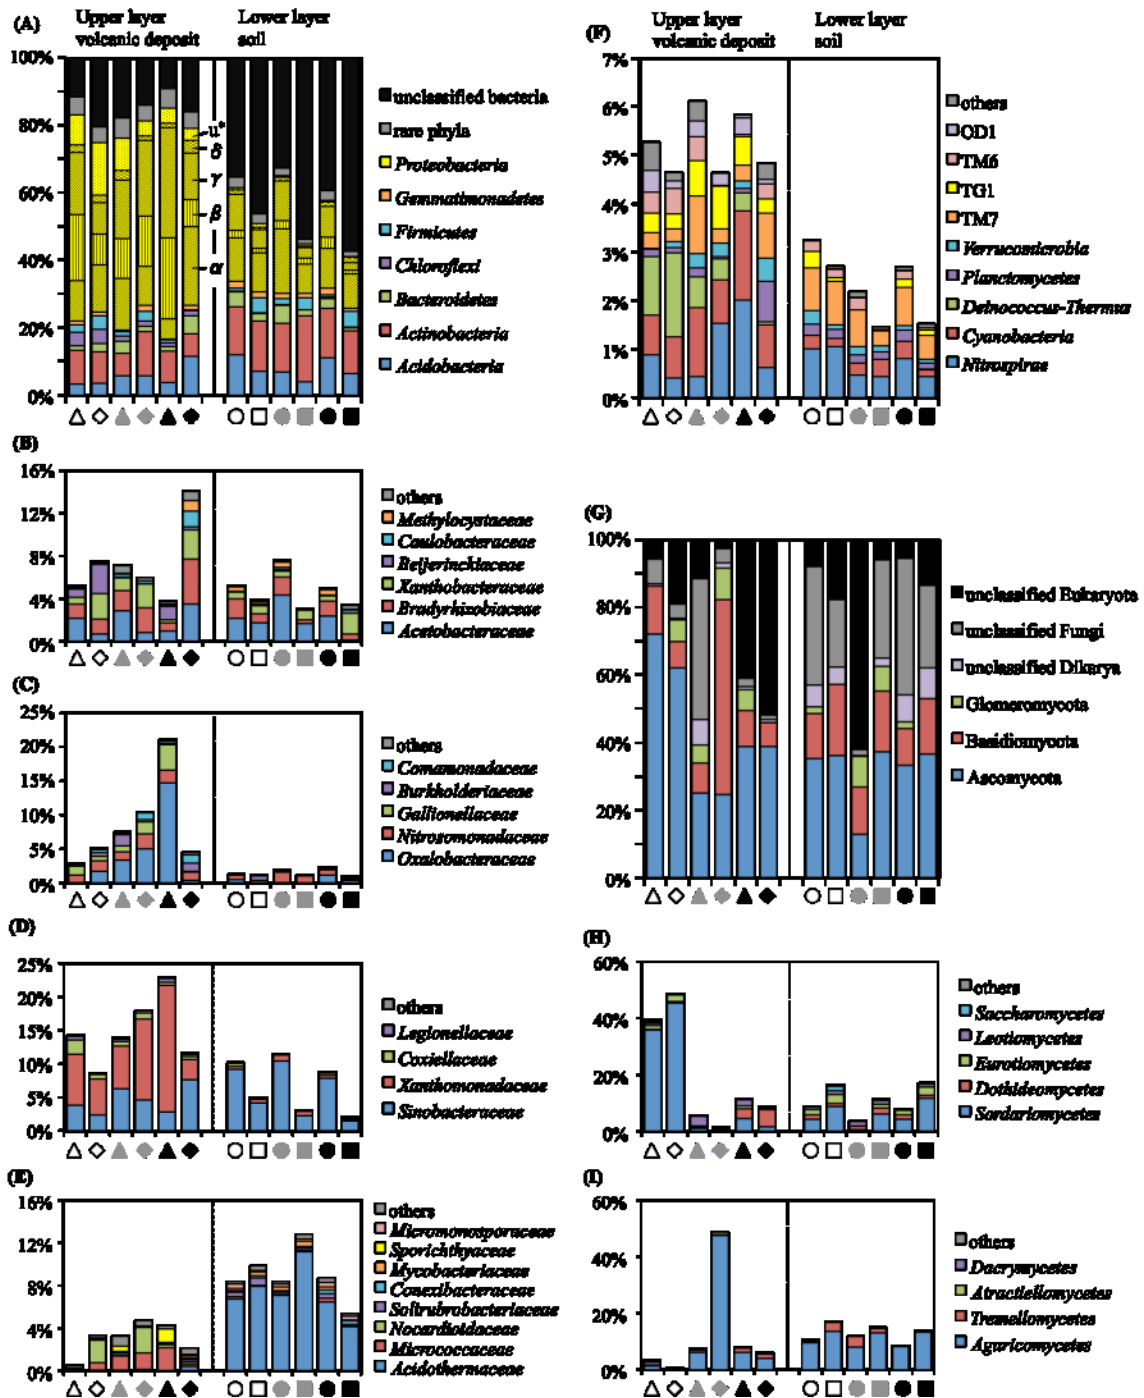 (A)
Upper layer
volcanic deposit
Lower layer
soil
100%
80%
60%
40%
20%
0%
u*
δ
γ
β
α
unclassified bacteria
rare phyla
Proteobacteria
Gemmatimonadetes
Firmicutes
Chloroflexi
Bacteroidetes
Actinobacteria
Acidobacteria
(B)
16%
12%
8%
4%
0%
others
Methylocystaceae
Caulobacteraceae
Beijerinckiaceae
Xanthobacteraceae
Bradyrhizobiaceae
Acetobacteraceae
(C)
25%
20%
15%
10%
5%
0%
others
Comamonadaceae
Burkholderiaceae
Gallionellaceae
Nitrosomonadaceae
Oxalobacteraceae
(D)
25%
20%
15%
10%
5%
0%
others
Legionellaceae
Coxiellaceae
Xanthomonadaceae
Sinobacteraceae
(E)
16%
12%
8%
4%
0%
others
Micromonosporaceae
Sporichthyaceae
Mycobacteriaceae
Conexibacteraceae
Solirubrobacteriaceae
Nocardioidaceae
Micrococcaceae
Acidothermaceae
(F)
Upper layer
volcanic deposit
Lower layer
soil
7%
6%
5%
4%
3%
2%
1%
0%
others
OD1
TM6
TG1
TM7
Verrucomicrobia
Planctomycetes
Deinococcus-Thermus
Cyanobacteria
Nitrospirae
(G)
100%
80%
60%
40%
20%
0%
unclassified Eukaryota
unclassified Fungi
unclassified Dikarya
Glomeromycota
Basidiomycota
Ascomycota
(H)
60%
40%
20%
0%
others
Saccharomycetes
Leotiomycetes
Eurotiomycetes
Dothideomycetes
Sordariomycetes
(I)
60%
40%
20%
0%
others
Dacrymycetes
Atractiellomycetes
Tremellomycetes
Agaricomycetes